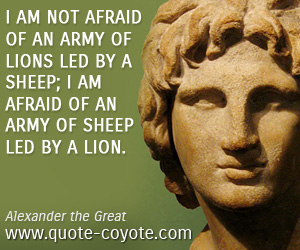 I AM NOT AFRAID
OF AN ARMY OF
LIONS LED BY A
SHEEP; I AM
AFRAID OF AN
ARMY OF SHEEP
LED BY A LION.
Alexander the Great
www.quote-coyote.com